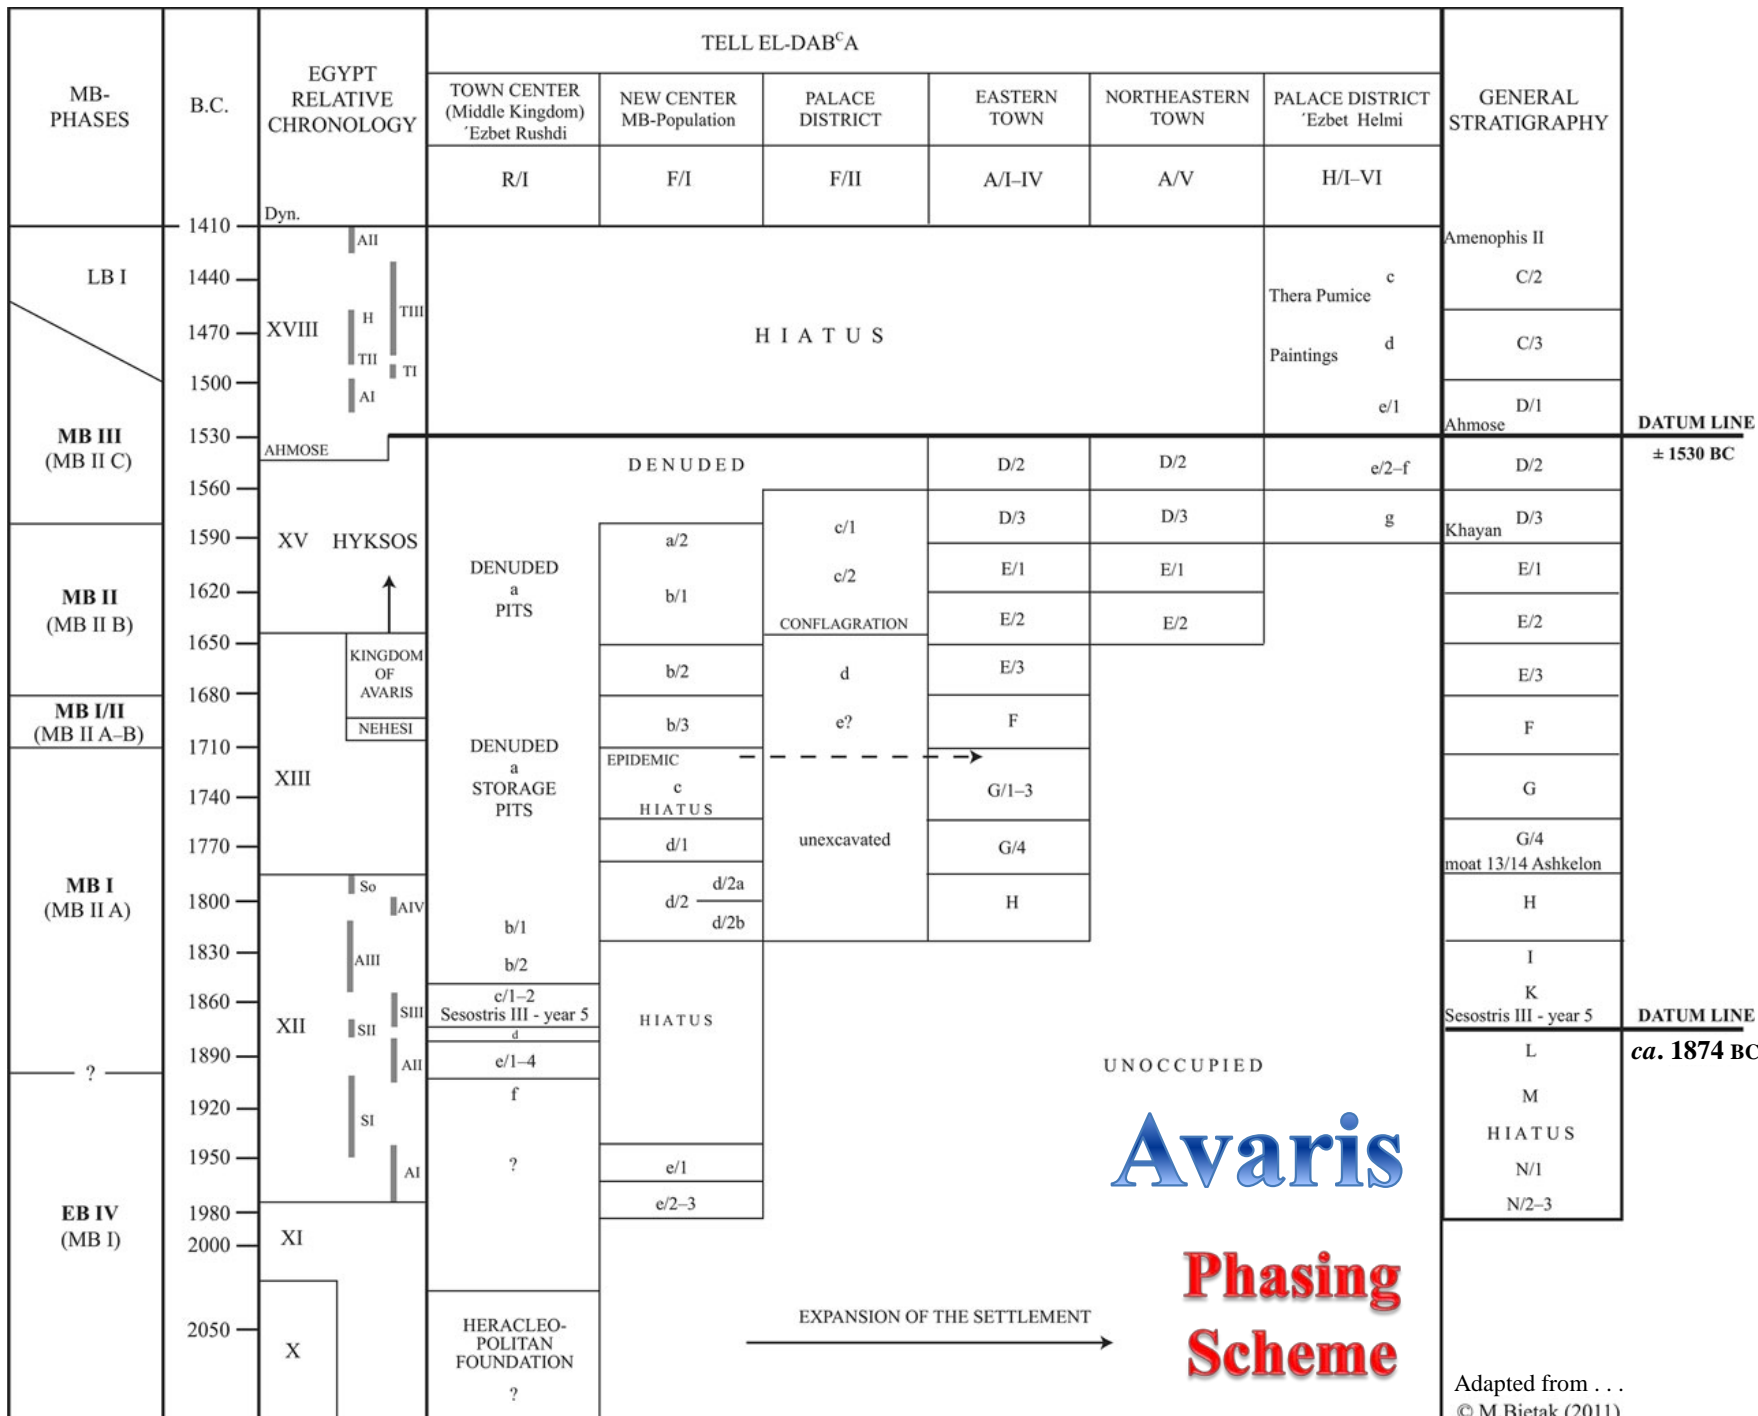 MB-
PHASES
B.C.
EGYPT
RELATIVE
CHRONOLOGY
TELL EL-DABᶜA
TOWN CENTER
(Middle Kingdom)
´Ezbet Rushdi
NEW CENTER
MB-Population
PALACE
DISTRICT
EASTERN
TOWN
NORTHEASTERN
TOWN
PALACE DISTRICT
´Ezbet Helmi
GENERAL
STRATIGRAPHY
R/I
F/I
F/II
A/I–IV
A/V
H/I–VI
Dyn.
LB I
MB III
(MB II C)
MB II
(MB II B)
MB I/II
(MB II A–B)
MB I
(MB II A)
?
EB IV
(MB I)
1410
1440
1470
1500
1530
1560
1590
1620
1650
1680
1710
1740
1770
1800
1830
1860
1890
1920
1950
1980
2000
2050
AII
TIII
H
XVIII
TII
TI
AI
AHMOSE
XV HYKSOS
KINGDOM
OF
AVARIS
NEHESI
XIII
So
AIV
AIII
SIII
XII
SII
AII
SI
AI
XI
X
HIATUS
DENUDED
DENUDED
a
PITS
DENUDED
a
STORAGE
PITS
b/1
b/2
c/1–2
Sesostris III - year 5
d
e/1–4
f
?
HERACLEO-
POLITAN
FOUNDATION
?
a/2
b/1
b/2
b/3
EPIDEMIC
c
HIATUS
d/1
d/2
d/2a
d/2b
HIATUS
e/1
e/2–3
c/1
c/2
CONFLAGRATION
d
e?
unexcavated
D/2
D/3
E/1
E/2
E/3
F
G/1–3
G/4
H
D/2
D/3
E/1
E/2
c
Thera Pumice
d
Paintings
e/1
e/2–f
g
UNOCCUPIED
Amenophis II
C/2
C/3
D/1
Ahmose
D/2
D/3
Khayan
E/1
E/2
E/3
F
G
G/4
moat 13/14 Ashkelon
H
I
K
Sesostris III - year 5
L
M
HIATUS
N/1
N/2–3
DATUM LINE
± 1530 BC
DATUM LINE
ca. 1874 BC
Avaris
Phasing
Scheme
EXPANSION OF THE SETTLEMENT
Adapted from . . .
© M.Bietak (2011)